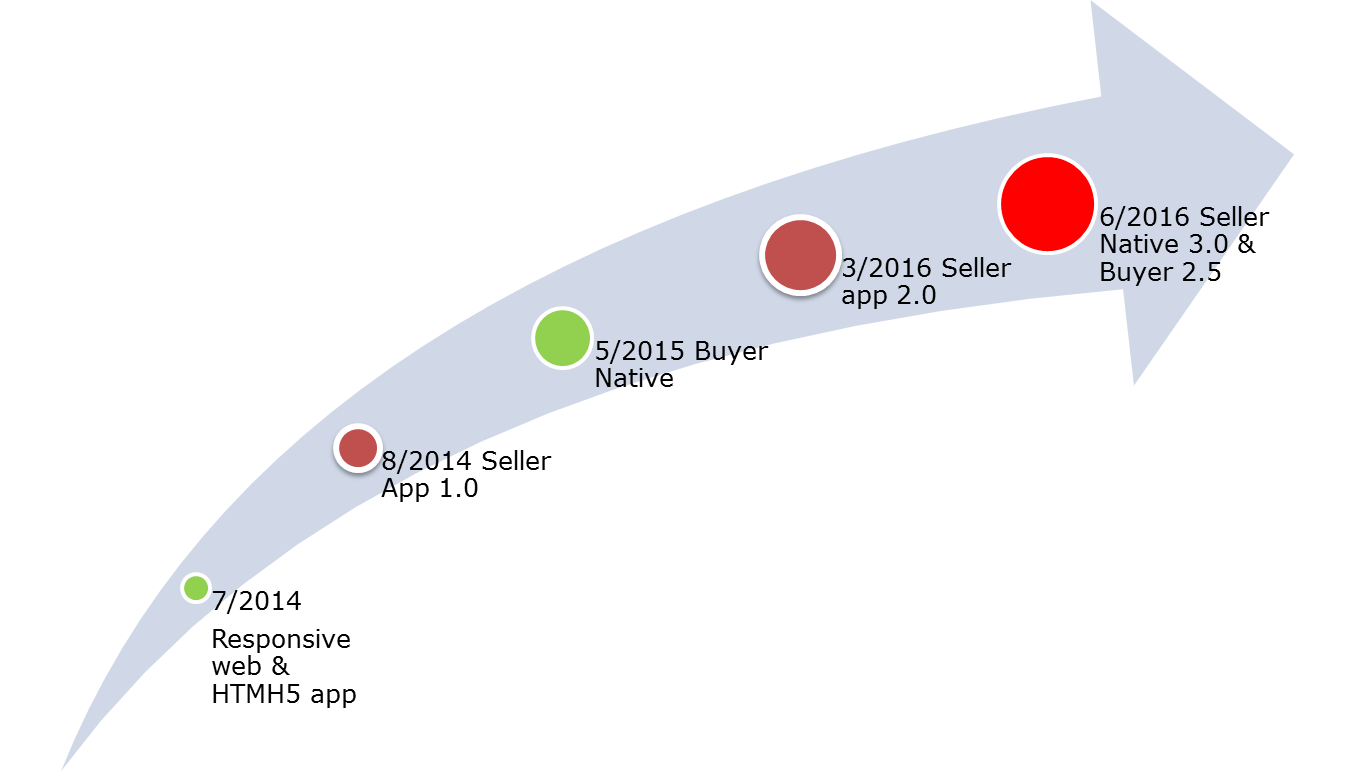 7/2014
Responsive
web &
HTMH5 app
8/2014 Seller
App 1.0
5/2015 Buyer
Native
3/2016 Seller
app 2.0
6/2016 Seller
Native 3.0 &
Buyer 2.5